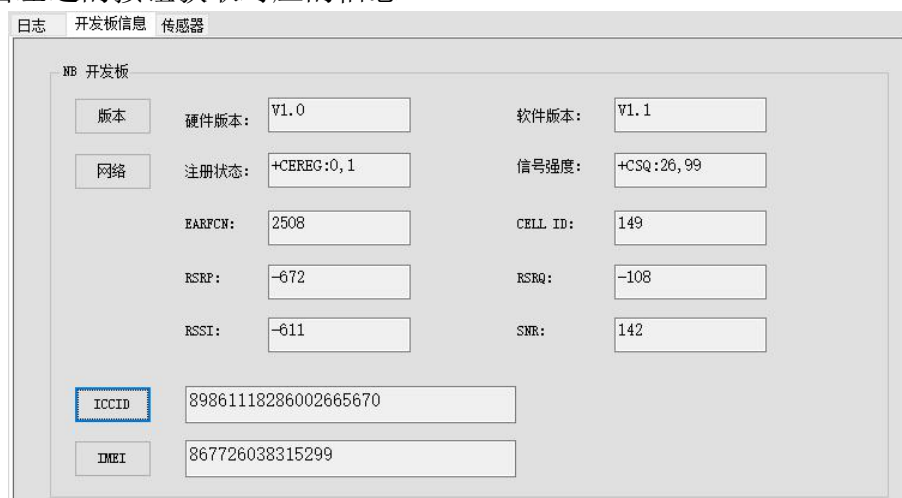 日志 开发板信息 传感器
NB 开发板
版本 硬件版本: V1.0 软件版本: V1.1
网络 注册状态: +CEREG:0,1 信号强度: +CSQ:26,99
EARFCN: 2508 CELL ID: 149
RSRP: -672 RSRQ: -108
RSSI: -611 SNR: 142
ICCID 89861118286002665670
IMEI 867726038315299